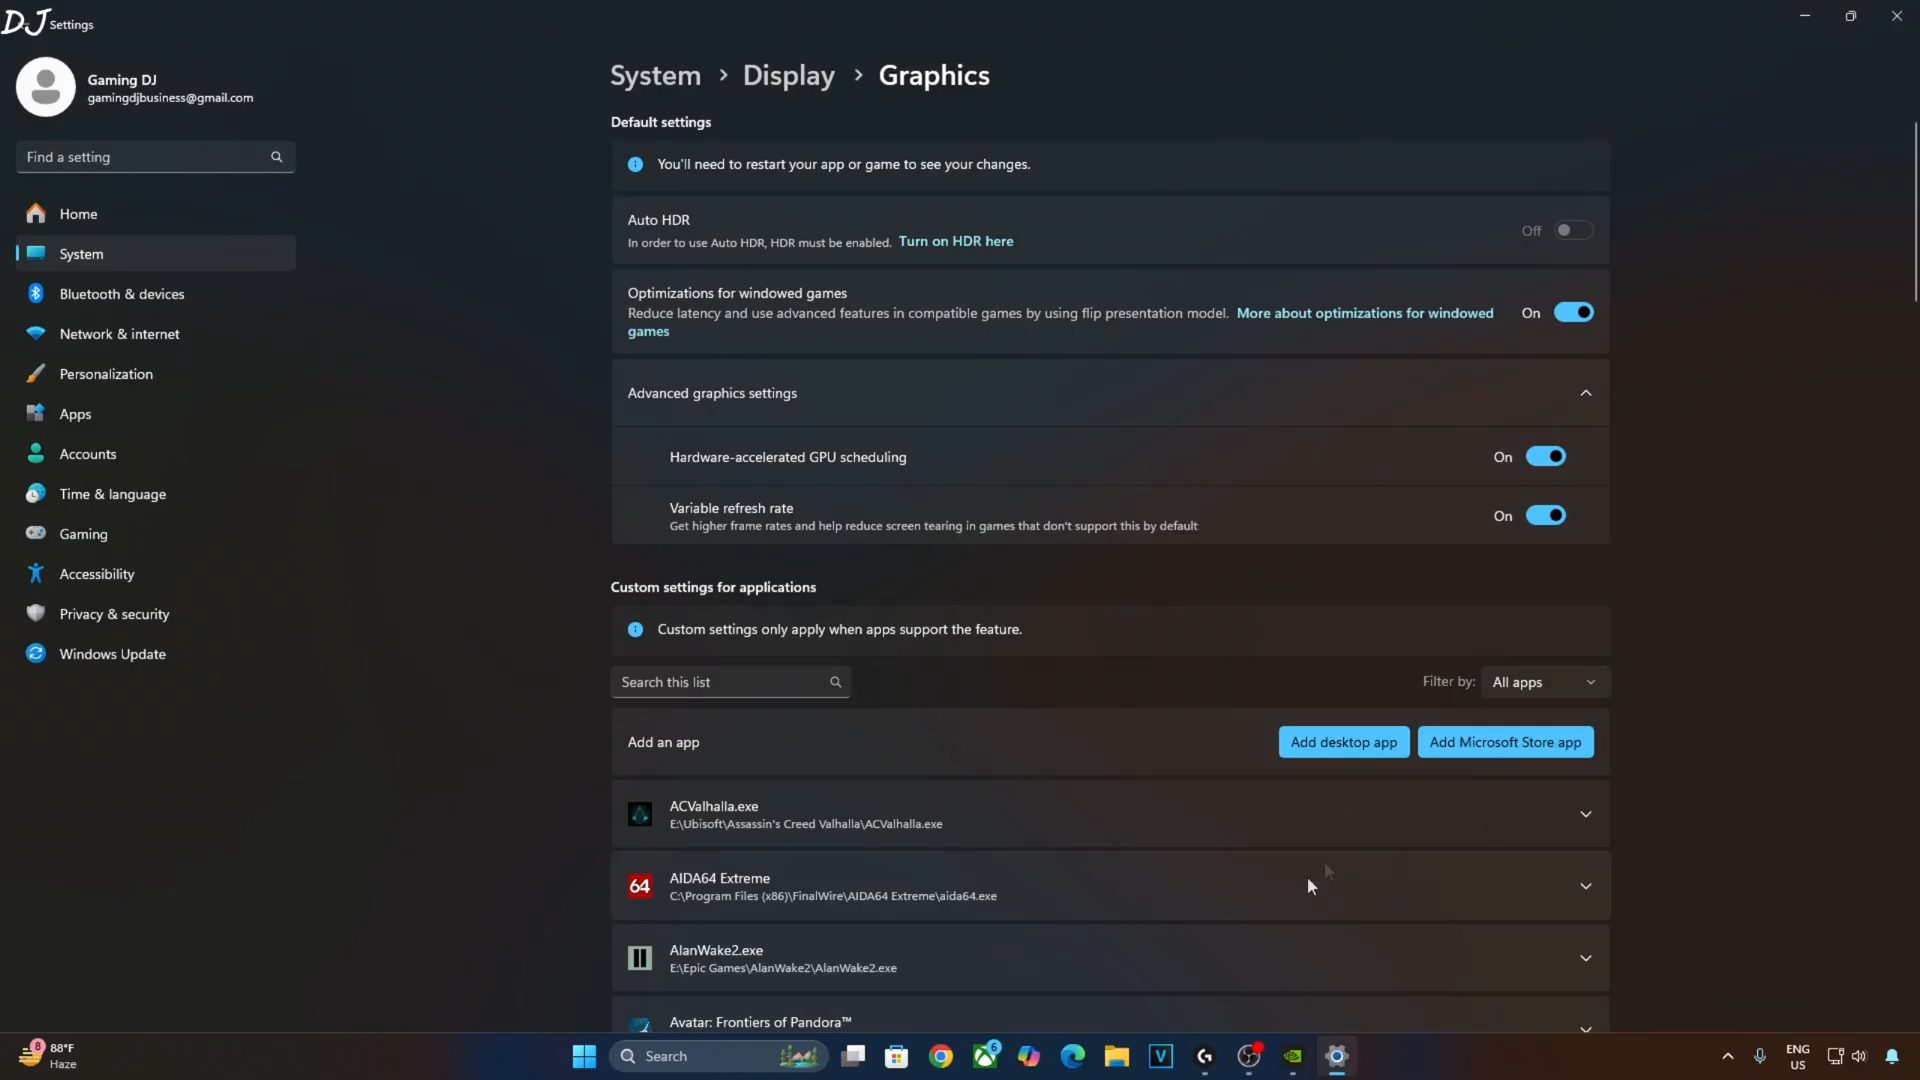 DJ
Settings
Gaming DJ
gamingdjbusiness@gmail.com
Find a setting
Home
System
Bluetooth & devices
Network & internet
Personalization
Apps
Accounts
Time & language
Gaming
Accessibility
Privacy & security
Windows Update
System > Display > Graphics
Default settings
You'll need to restart your app or game to see your changes.
Auto HDR
In order to use Auto HDR, HDR must be enabled. Turn on HDR here
Off
Optimizations for windowed games
Reduce latency and use advanced features in compatible games by using flip presentation model. More about optimizations for windowed
games
On
Advanced graphics settings
Hardware-accelerated GPU scheduling
On
Variable refresh rate
Get higher frame rates and help reduce screen tearing in games that don't support this by default
On
Custom settings for applications
Custom settings only apply when apps support the feature.
Search this list
Filter by: All apps
Add an app
Add desktop app
Add Microsoft Store app
ACValhalla.exe
E:\Ubisoft\Assassin's Creed Valhalla\ACValhalla.exe
64
AIDA64 Extreme
C:\Program Files (x86)\FinalWire\AIDA64 Extreme\aida64.exe
AlanWake2.exe
E:\Epic Games\AlanWake2\AlanWake2.exe
Avatar: Frontiers of Pandora™
8
88°F
Haze
Search
6
V
ENG
US